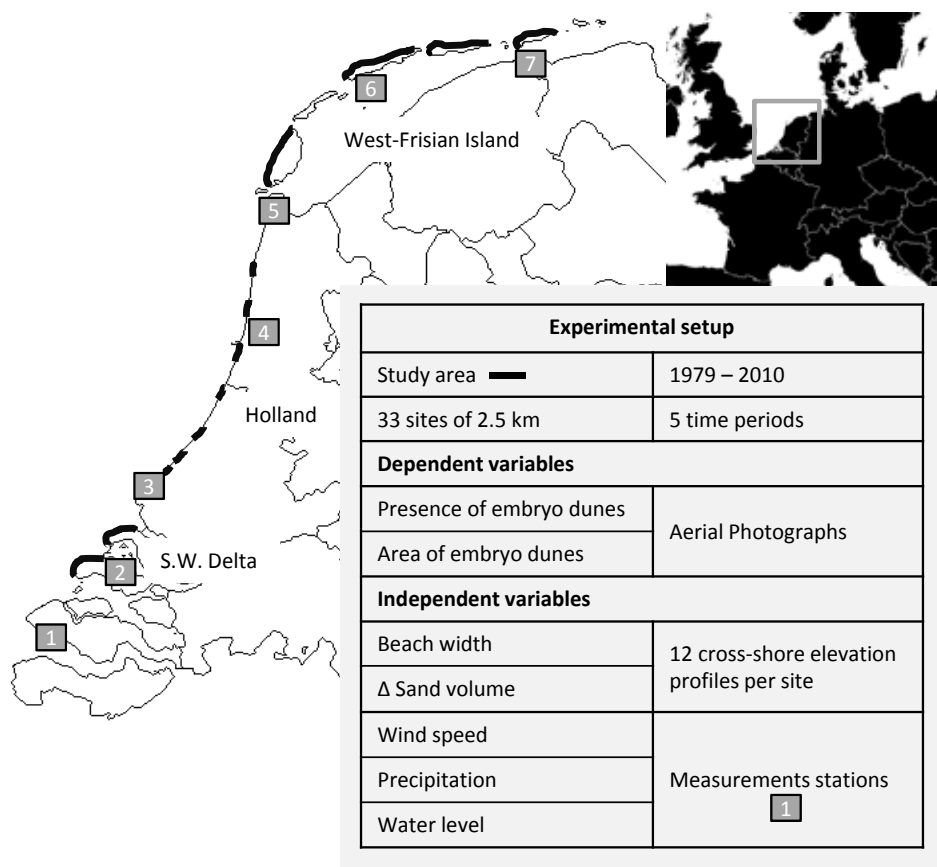 7
6
West-Frisian Island
5
4
Holland
3
S.W. Delta
2
1
Experimental setup
Study area
1979 – 2010
33 sites of 2.5 km
5 time periods
Dependent variables
Presence of embryo dunes
Aerial Photographs
Area of embryo dunes
Independent variables
Beach width
12 cross-shore elevation
profiles per site
Δ Sand volume
Wind speed
Precipitation
Measurements stations
1
Water level